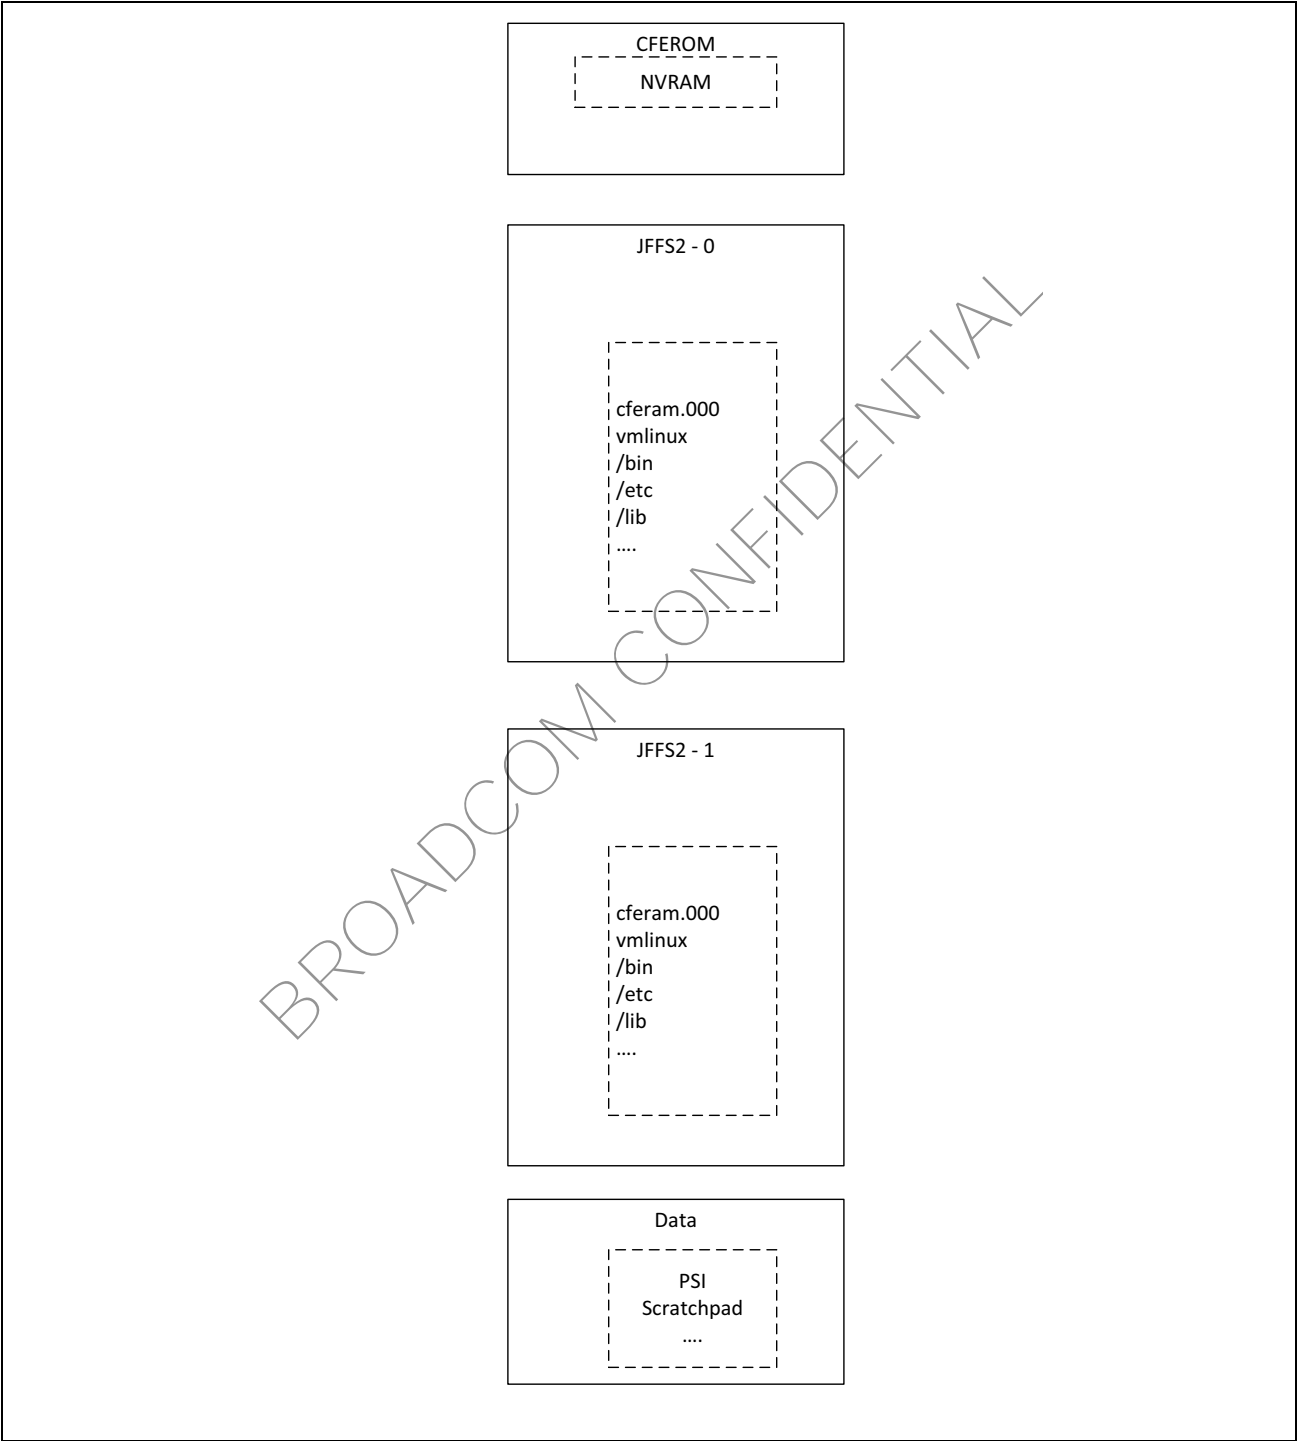 CFEROM
NVRAM
JFFS2 - 0
cferam.000
vmlinux
/bin
/etc
/lib
....
JFFS2 - 1
cferam.000
vmlinux
/bin
/etc
/lib
....
Data
PSI
Scratchpad
....
BROADCOM CONFIDENTIAL